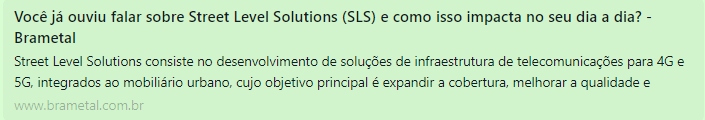 Você já ouviu falar sobre Street Level Solutions (SLS) e como isso impacta no seu dia a dia? -
Brametal
Street Level Solutions consiste no desenvolvimento de soluções de infraestrutura de telecomunicações para 4G e
5G, integrados ao mobiliário urbano, cujo objetivo principal é expandir a cobertura, melhorar a qualidade e
www.brametal.com.br